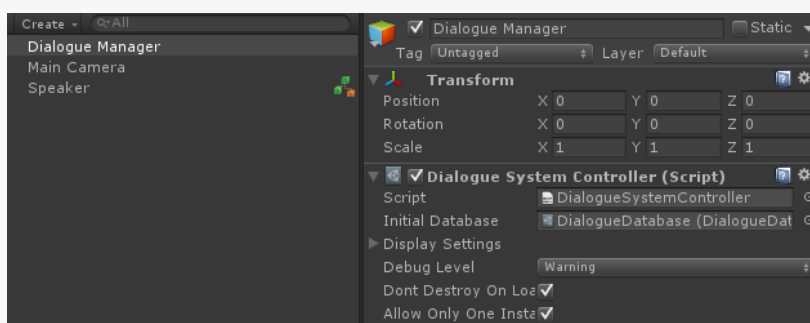 Create
All
Dialogue Manager
Main Camera
Speaker
Dialogue Manager Static
Tag Untagged Layer Default
Transform
Position X 0 Y 0 Z 0
Rotation X 0 Y 0 Z 0
Scale X 1 Y 1 Z 1
Dialogue System Controller (Script)
Script DialogueSystemController
Initial Database DialogueDatabase (DialogueDat
Display Settings
Debug Level Warning
Dont Destroy On Loa
Allow Only One Insta